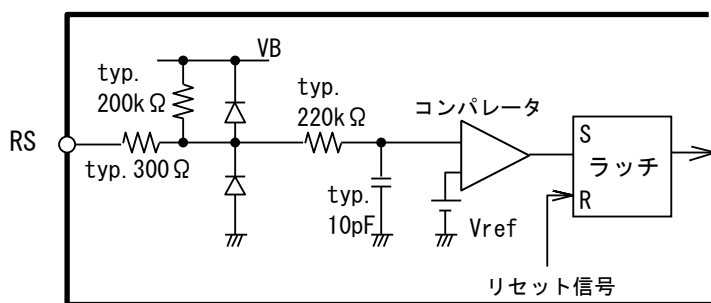 VB
typ.
200kΩ
typ.
220kΩ
コンパレータ
RS
typ. 300Ω
S
ラッチ
R
typ.
10pF
Vref
リセット信号